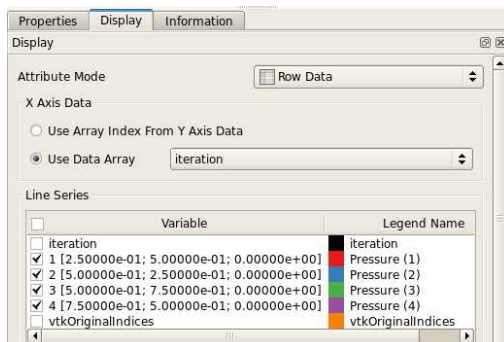 Properties Display Information
Display
Attribute Mode Row Data
X Axis Data
Use Array Index From Y Axis Data
Use Data Array iteration
Line Series
Variable Legend Name
iteration iteration
1 [2.50000e-01; 5.00000e-01; 0.00000e+00] Pressure (1)
2 [5.00000e-01; 2.50000e-01; 0.00000e+00] Pressure (2)
3 [5.00000e-01; 7.50000e-01; 0.00000e+00] Pressure (3)
4 [7.50000e-01; 5.00000e-01; 0.00000e+00] Pressure (4)
vtkOriginalIndices vtkOriginalIndices